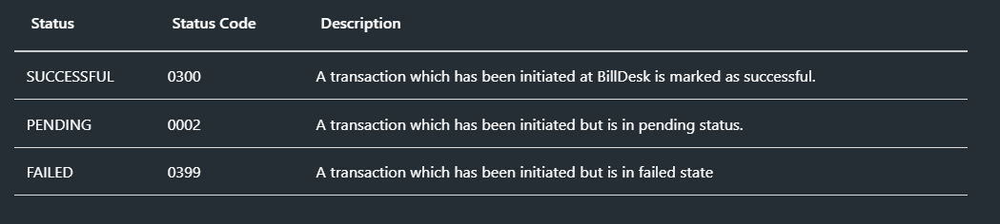 Status Status Code Description
SUCCESSFUL 0300 A transaction which has been initiated at BillDesk is marked as successful.
PENDING 0002 A transaction which has been initiated but is in pending status.
FAILED 0399 A transaction which has been initiated but is in failed state